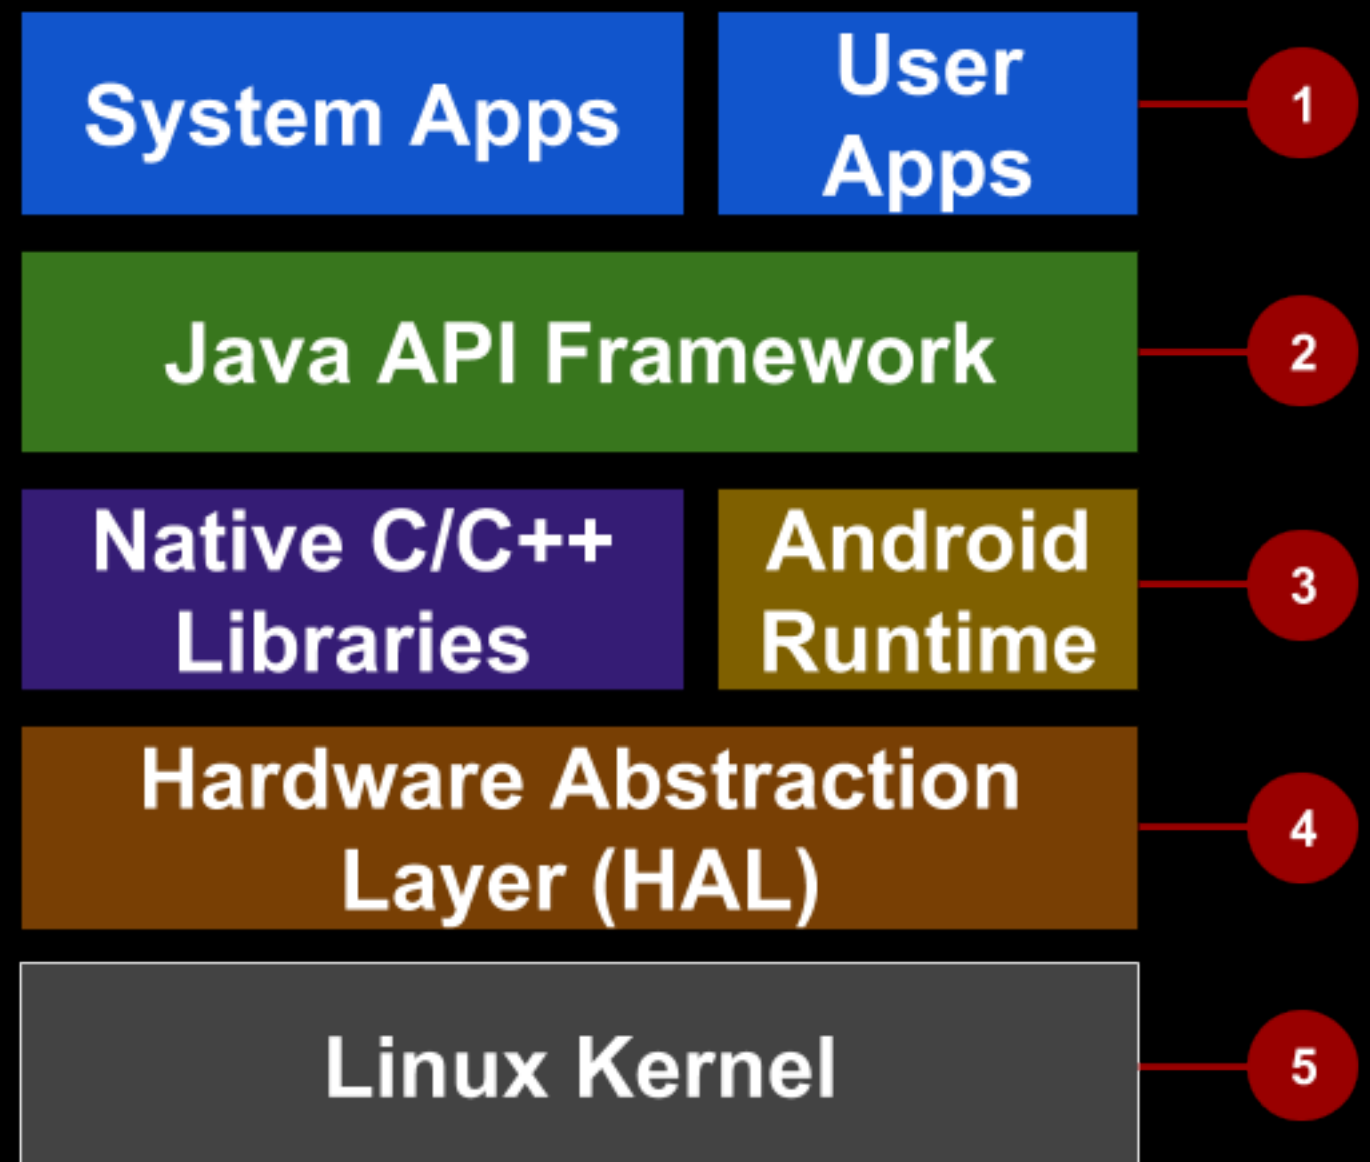 System Apps
User
Apps
1
Java API Framework
2
Native C/C++
Libraries
Android
Runtime
3
Hardware Abstraction
Layer (HAL)
4
Linux Kernel
5